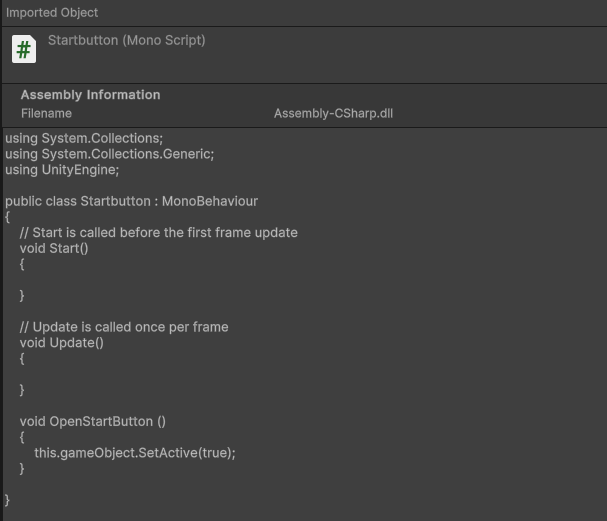 Imported Object
#
Startbutton (Mono Script)
Assembly Information
Filename Assembly-CSharp.dll
using System.Collections;
using System.Collections.Generic;
using UnityEngine;
public class Startbutton : MonoBehaviour
{
// Start is called before the first frame update
void Start()
{
}
// Update is called once per frame
void Update()
{
}
void OpenStartButton ()
{
this.gameObject.SetActive(true);
}
}